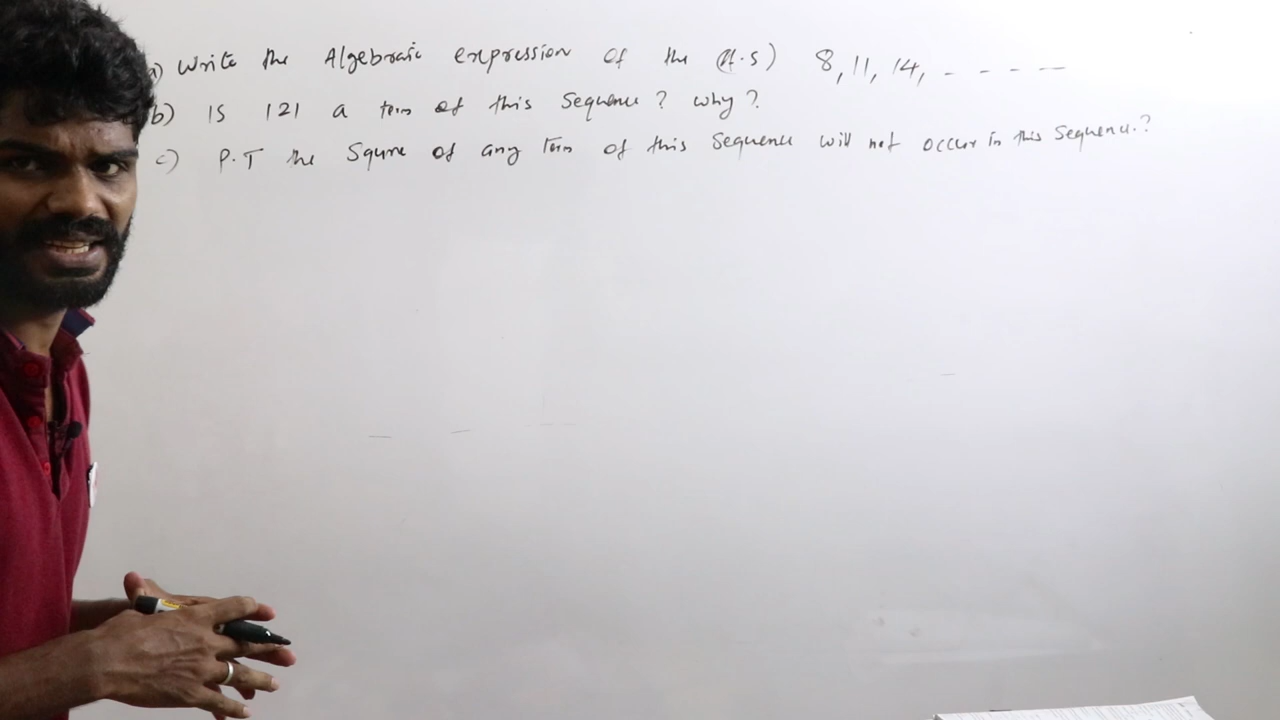 a) Write the Algebraic expression of the (A.S) 8, 11, 14, - - - - -
b) IS 121 a term of this Sequence? why?
c) P.T the Square of any term of this Sequence will not occur in this Sequence.?